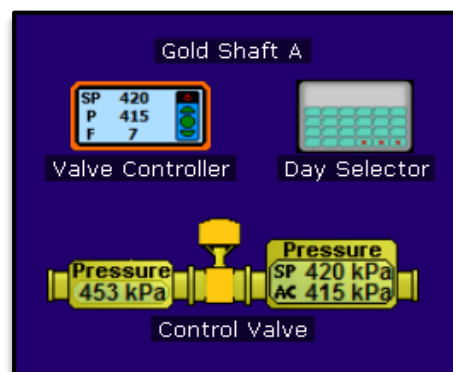 Gold Shaft A
SP 420
P 415
F 7
Valve Controller
Day Selector
Pressure
453 kPa
Pressure
SP 420 kPa
AC 415 kPa
Control Valve